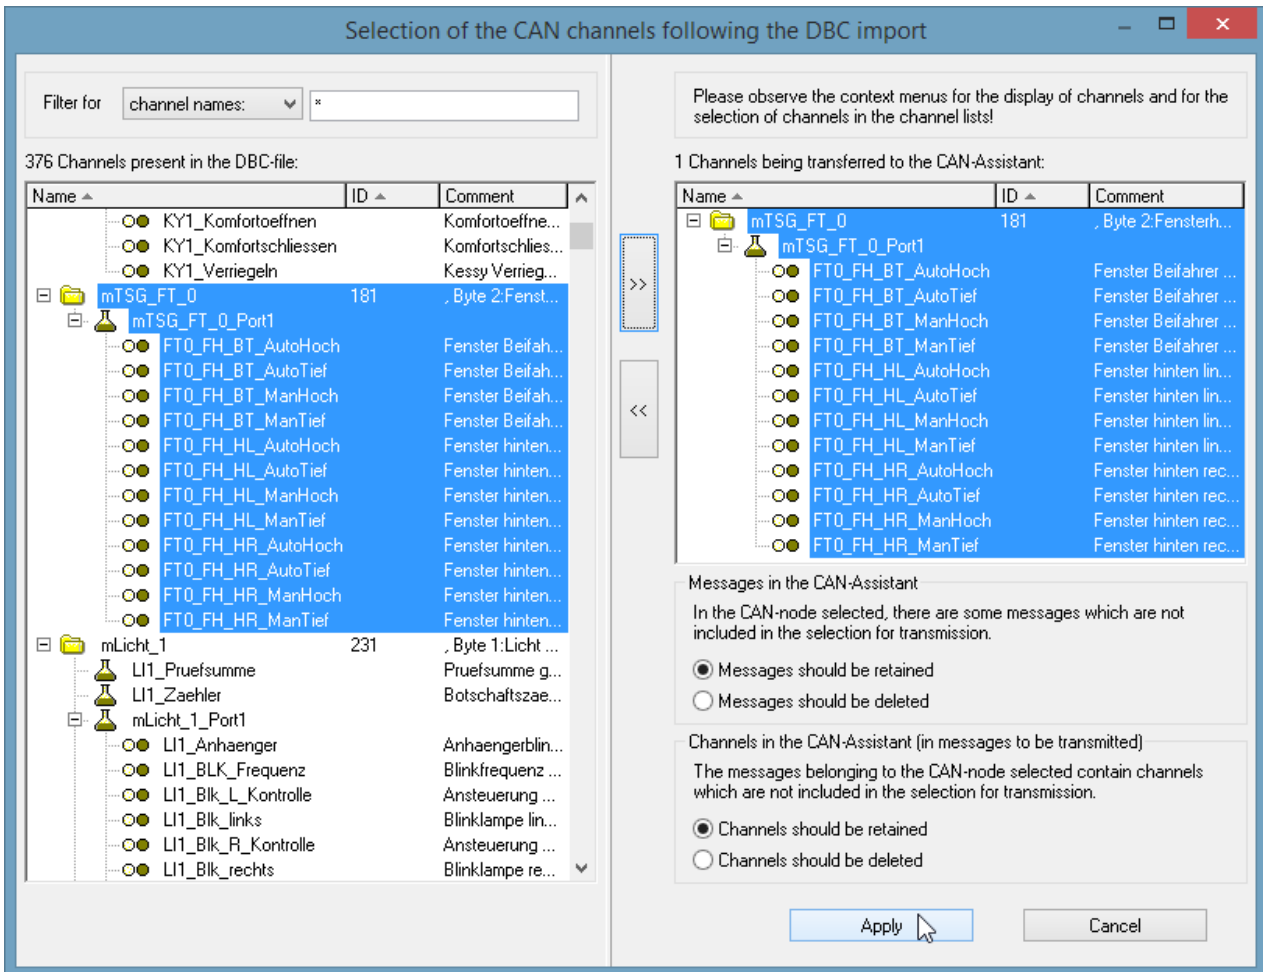 Selection of the CAN channels following the DBC import
Filter for channel names: *
376 Channels present in the DBC-file:
Name ID Comment
KY1_Komfortoeffnen Komfortoeffne...
KY1_Komfortschliessen Komfortschlies...
KY1_Verriegeln Kessy Verrieg...
mTSG_FT_0 181 , Byte 2:Fenst...
mTSG_FT_0_Port1
FT0_FH_BT_AutoHoch Fenster Beifah...
FT0_FH_BT_AutoTief Fenster Beifah...
FT0_FH_BT_ManHoch Fenster Beifah...
FT0_FH_BT_ManTief Fenster Beifah...
FT0_FH_HL_AutoHoch Fenster hinten...
FT0_FH_HL_AutoTief Fenster hinten...
FT0_FH_HL_ManHoch Fenster hinten...
FT0_FH_HL_ManTief Fenster hinten...
FT0_FH_HR_AutoHoch Fenster hinten...
FT0_FH_HR_AutoTief Fenster hinten...
FT0_FH_HR_ManHoch Fenster hinten...
FT0_FH_HR_ManTief Fenster hinten...
mLicht_1 231 , Byte 1:Licht ...
LI1_Pruefsumme Pruefsumme g...
LI1_Zaehler Botschaftszae...
mLicht_1_Port1
LI1_Anhaenger Anhaengerblin...
LI1_BLK_Frequenz Blinkfrequenz ...
LI1_Blk_L_Kontrolle Ansteuerung ...
LI1_Blk_links Blinklampe lin...
LI1_Blk_R_Kontrolle Ansteuerung ...
LI1_Blk_rechts Blinklampe re...
>>
<<
Please observe the context menus for the display of channels and for the
selection of channels in the channel lists!
1 Channels being transferred to the CAN-Assistant:
Name ID Comment
mTSG_FT_0 181 , Byte 2:Fensterh...
mTSG_FT_0_Port1
FT0_FH_BT_AutoHoch Fenster Beifahrer ...
FT0_FH_BT_AutoTief Fenster Beifahrer ...
FT0_FH_BT_ManHoch Fenster Beifahrer ...
FT0_FH_BT_ManTief Fenster Beifahrer ...
FT0_FH_HL_AutoHoch Fenster hinten lin...
FT0_FH_HL_AutoTief Fenster hinten lin...
FT0_FH_HL_ManHoch Fenster hinten lin...
FT0_FH_HL_ManTief Fenster hinten lin...
FT0_FH_HR_AutoHoch Fenster hinten rec...
FT0_FH_HR_AutoTief Fenster hinten rec...
FT0_FH_HR_ManHoch Fenster hinten rec...
FT0_FH_HR_ManTief Fenster hinten rec...
Messages in the CAN-Assistant
In the CAN-node selected, there are some messages which are not
included in the selection for transmission.
Messages should be retained
Messages should be deleted
Channels in the CAN-Assistant (in messages to be transmitted)
The messages belonging to the CAN-node selected contain channels
which are not included in the selection for transmission.
Channels should be retained
Channels should be deleted
Apply Cancel